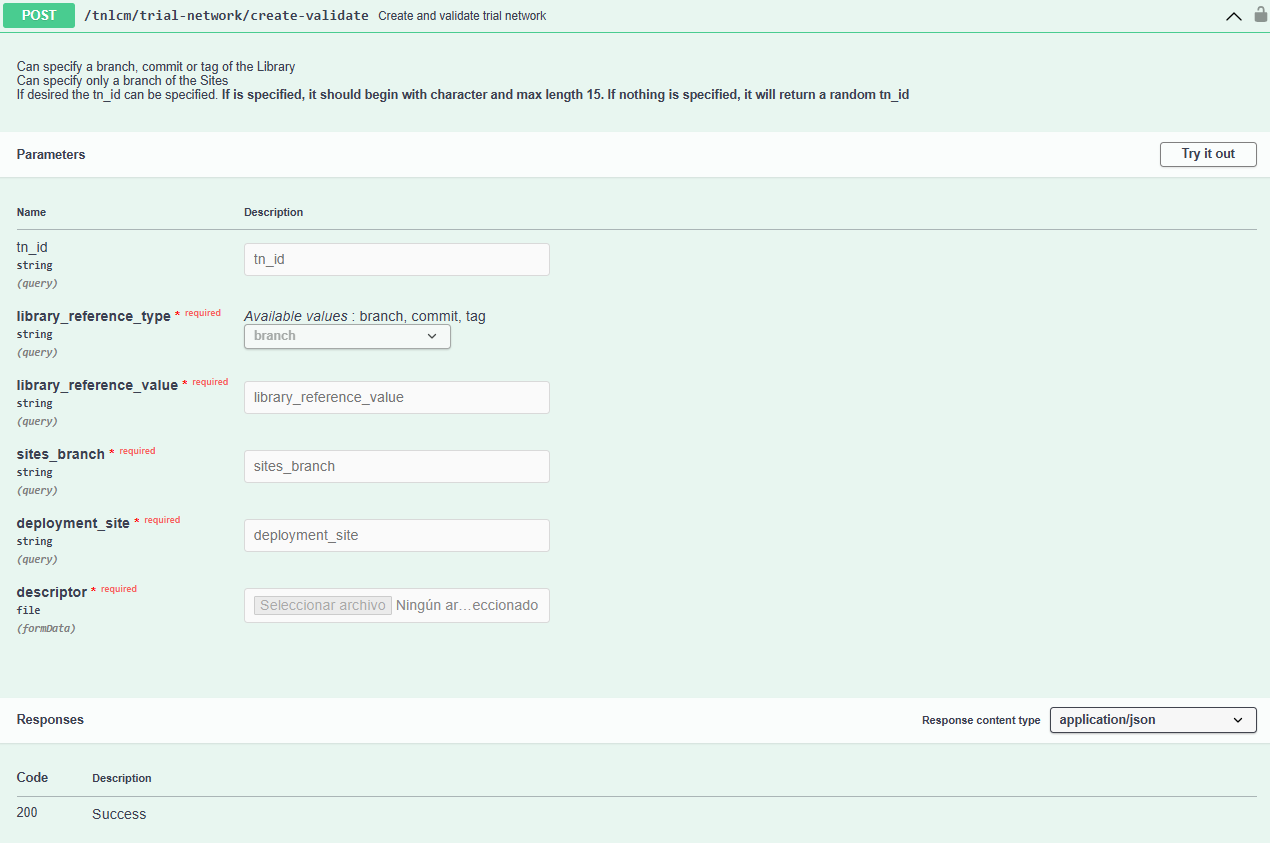 POST /tnlcm/trial-network/create-validate Create and validate trial network
Can specify a branch, commit or tag of the Library
Can specify only a branch of the Sites
If desired the tn_id can be specified. If is specified, it should begin with character and max length 15. If nothing is specified, it will return a random tn_id
Parameters
Try it out
Name Description
tn_id
string
(query)
tn_id
library_reference_type * required
string
(query)
Available values : branch, commit, tag
branch
library_reference_value * required
string
(query)
library_reference_value
sites_branch * required
string
(query)
sites_branch
deployment_site * required
string
(query)
deployment_site
descriptor * required
file
(formData)
Seleccionar archivo Ningún ar…eccionado
Responses
Response content type application/json
Code Description
200 Success